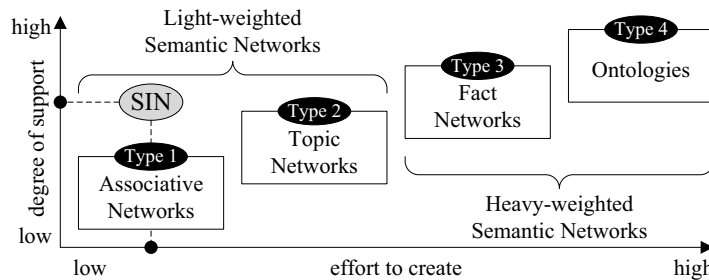 high
Light-weighted
Semantic Networks
Type 4
Ontologies
Type 3
Fact
Networks
degree of support
SIN
Type 2
Topic
Networks
Type 1
Associative
Networks
Heavy-weighted
Semantic Networks
low
low
effort to create
high